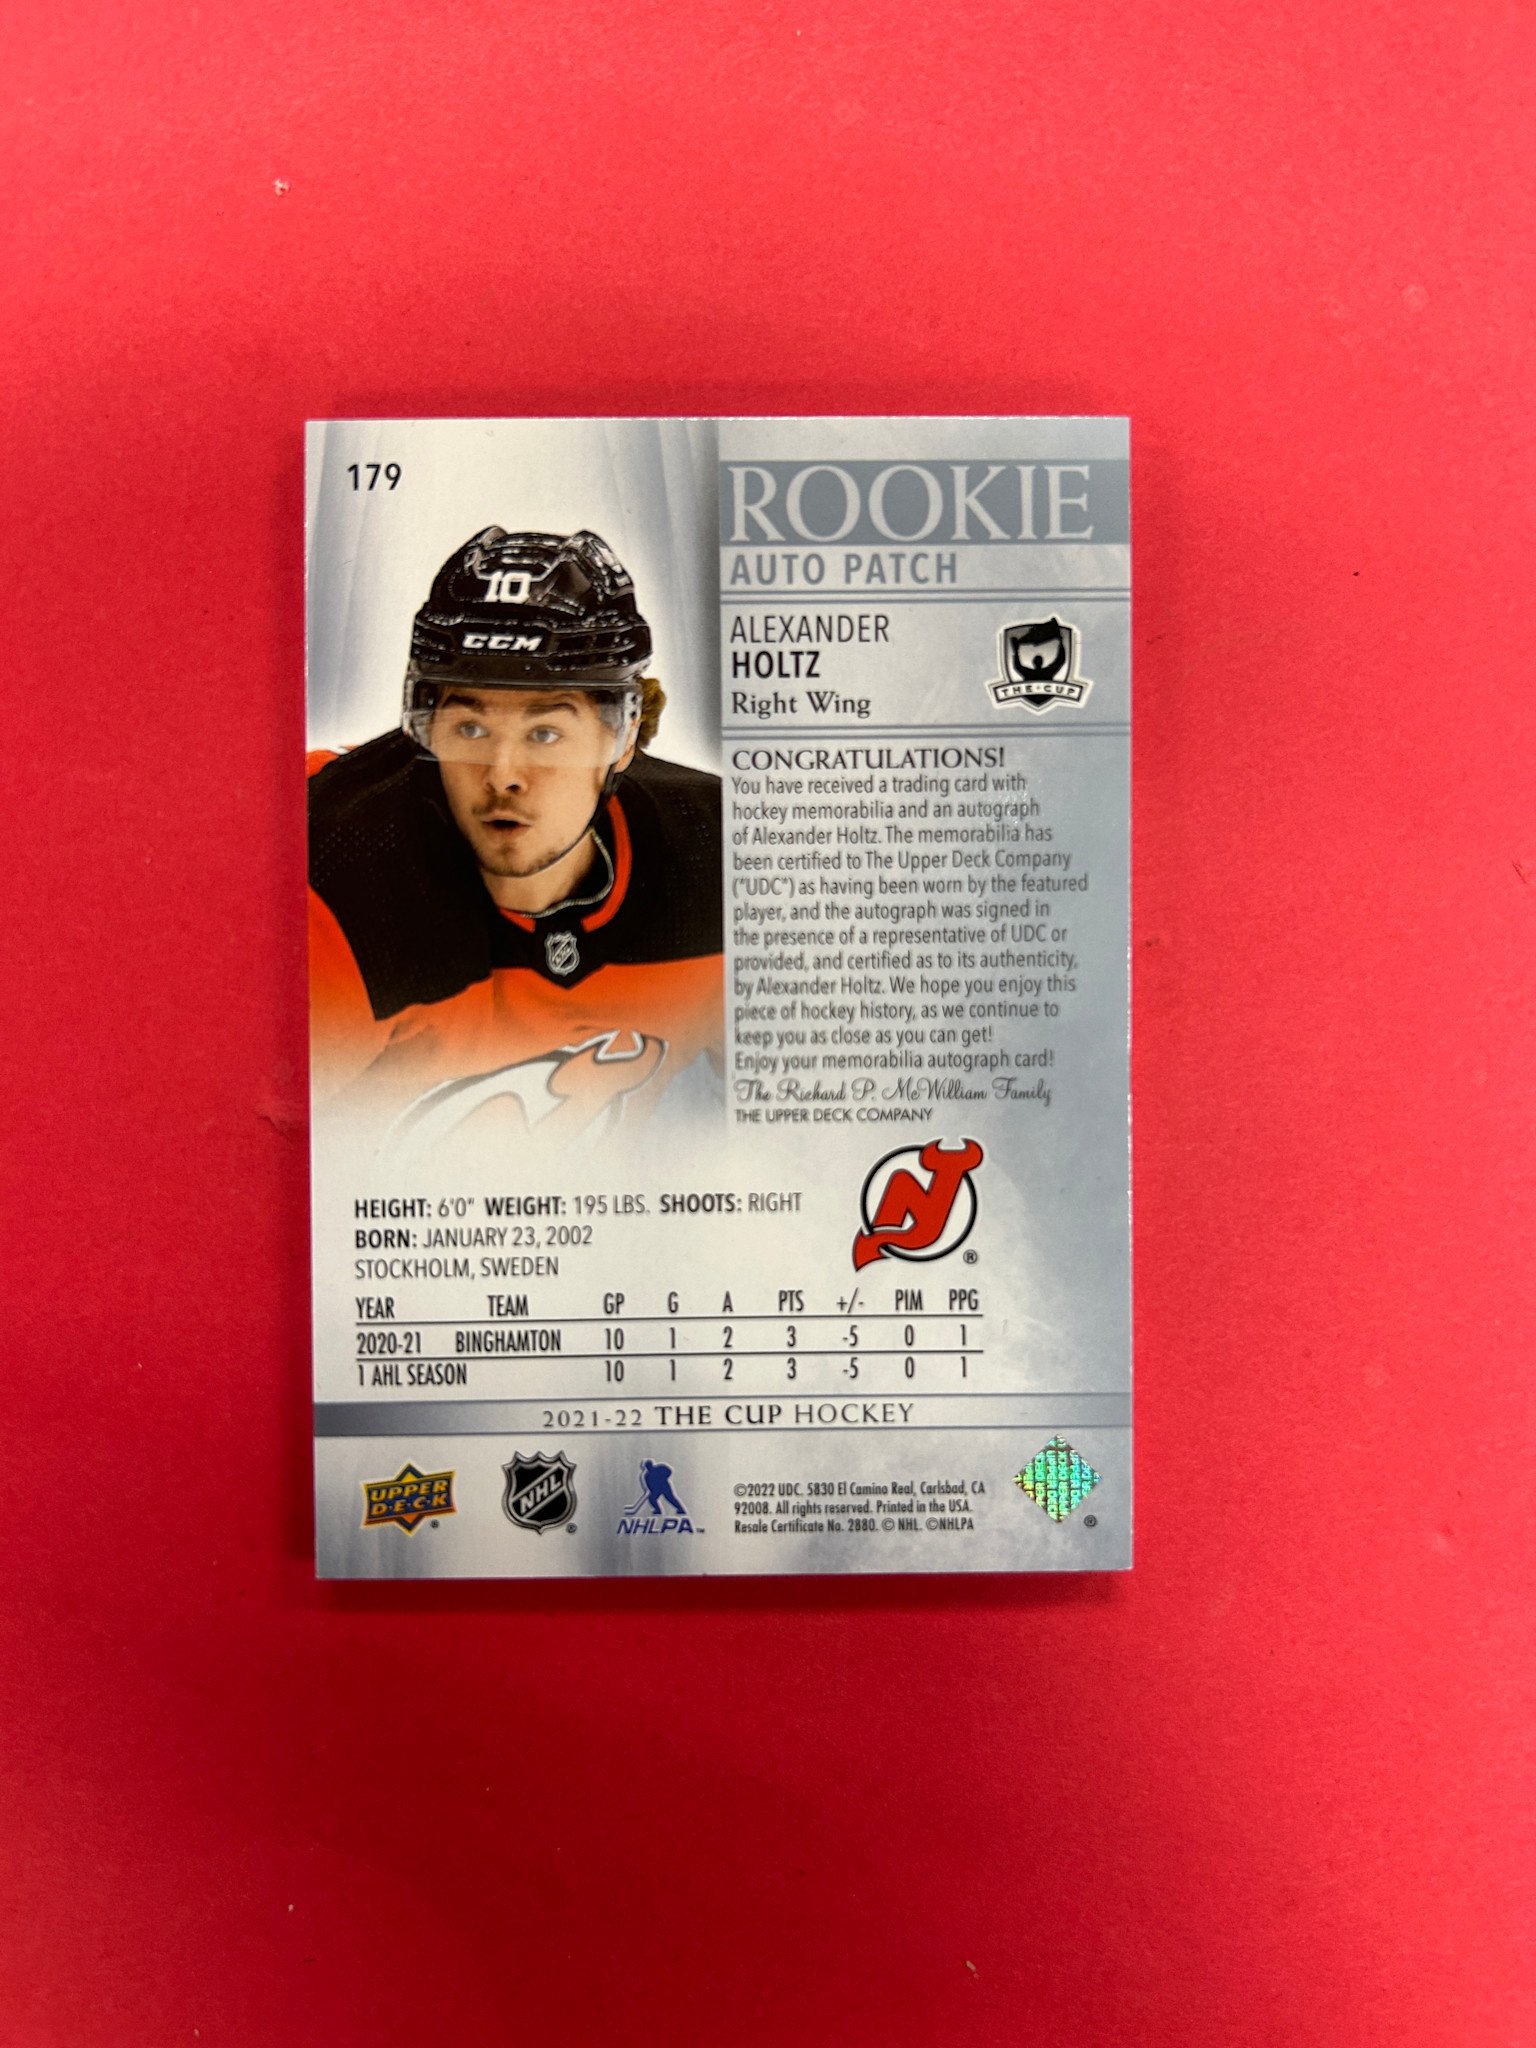 179
ROOKIE
AUTO PATCH
ALEXANDER
HOLTZ
Right Wing
THE•CUP
10
CCM
CONGRATULATIONS!
You have received a trading card with
hockey memorabilia and an autograph
of Alexander Holtz. The memorabilia has
been certified to The Upper Deck Company
("UDC") as having been worn by the featured
player, and the autograph was signed in
the presence of a representative of UDC or
provided, and certified as to its authenticity,
by Alexander Holtz. We hope you enjoy this
piece of hockey history, as we continue to
keep you as close as you can get!
Enjoy your memorabilia autograph card!
The Richard P. McWilliam Family
THE UPPER DECK COMPANY
HEIGHT: 6'0" WEIGHT: 195 LBS. SHOOTS: RIGHT
BORN: JANUARY 23, 2002
STOCKHOLM, SWEDEN
®
YEAR TEAM GP G A PTS +/- PIM PPG
2020-21 BINGHAMTON 10 1 2 3 -5 0 1
1 AHL SEASON 10 1 2 3 -5 0 1
2021-22 THE CUP HOCKEY
UPPER
DECK ®
NHL ®
NHLPA™
©2022 UDC. 5830 El Camino Real, Carlsbad, CA
92008. All rights reserved. Printed in the USA.
Resale Certificate No. 2880. © NHL. ©NHLPA
UPPER DECK
®